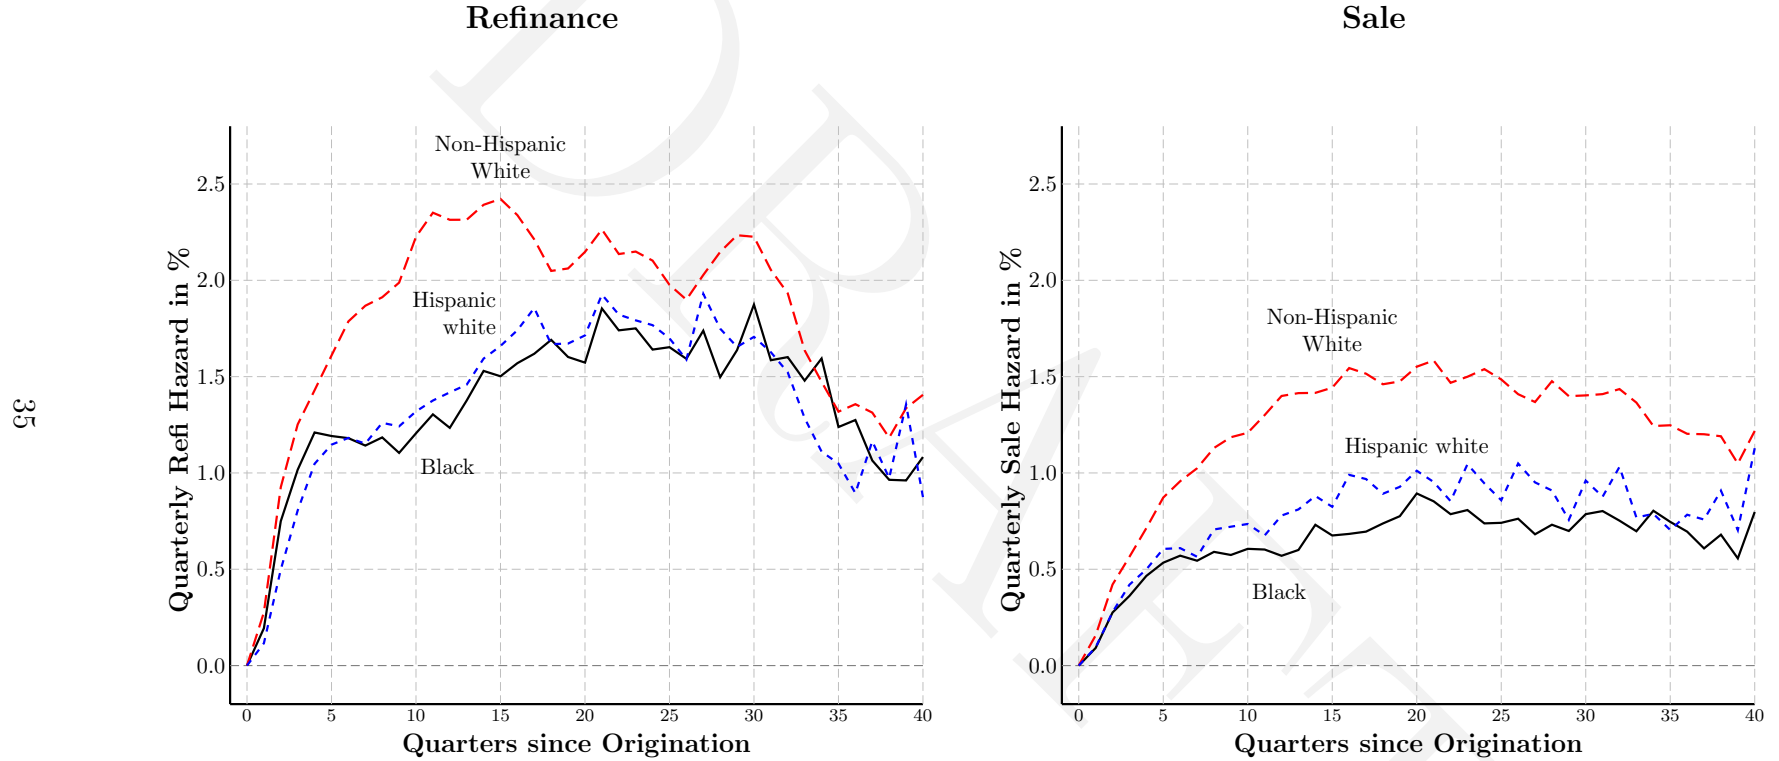 Refinance
Non-Hispanic
White
Hispanic
white
Black
Quarterly Refi Hazard in %
2.5
2.0
1.5
1.0
0.5
0.0
0 5 10 15 20 25 30 35 40
Quarters since Origination
Sale
Non-Hispanic
White
Hispanic white
Black
Quarterly Sale Hazard in %
2.5
2.0
1.5
1.0
0.5
0.0
0 5 10 15 20 25 30 35 40
Quarters since Origination
35
DRAFT